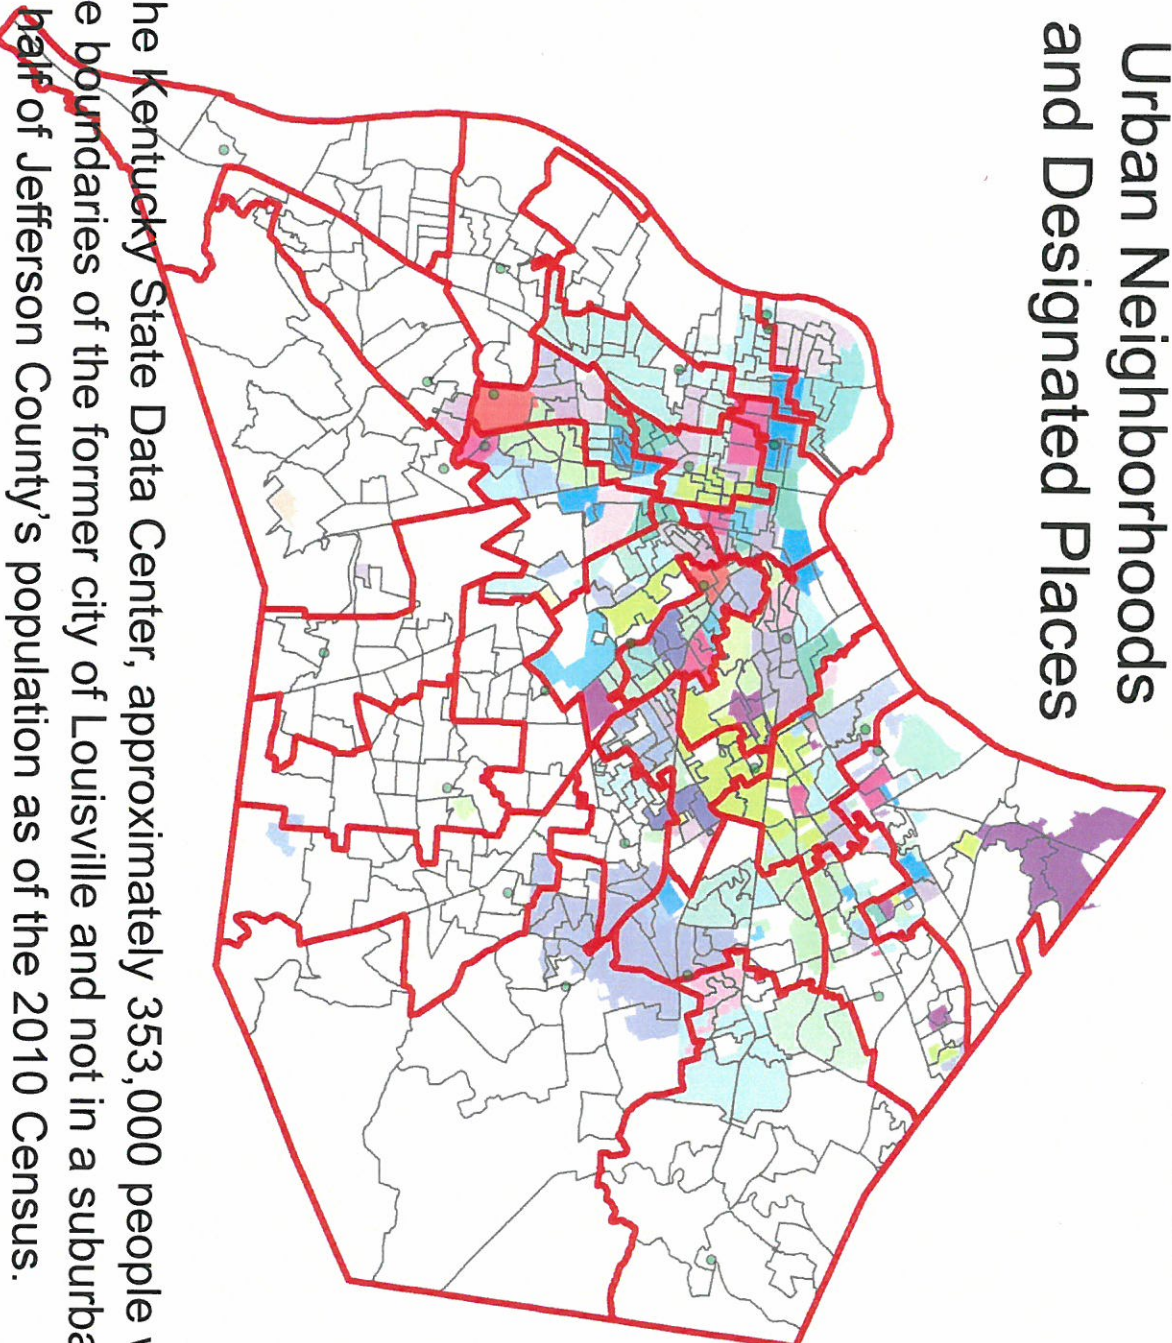 Urban Neighborhoods
and Designated Places
he Kentucky State Data Center, approximately 353,000 people
e boundaries of the former city of Louisville and not in a suburba
half of Jefferson County's population as of the 2010 Census.